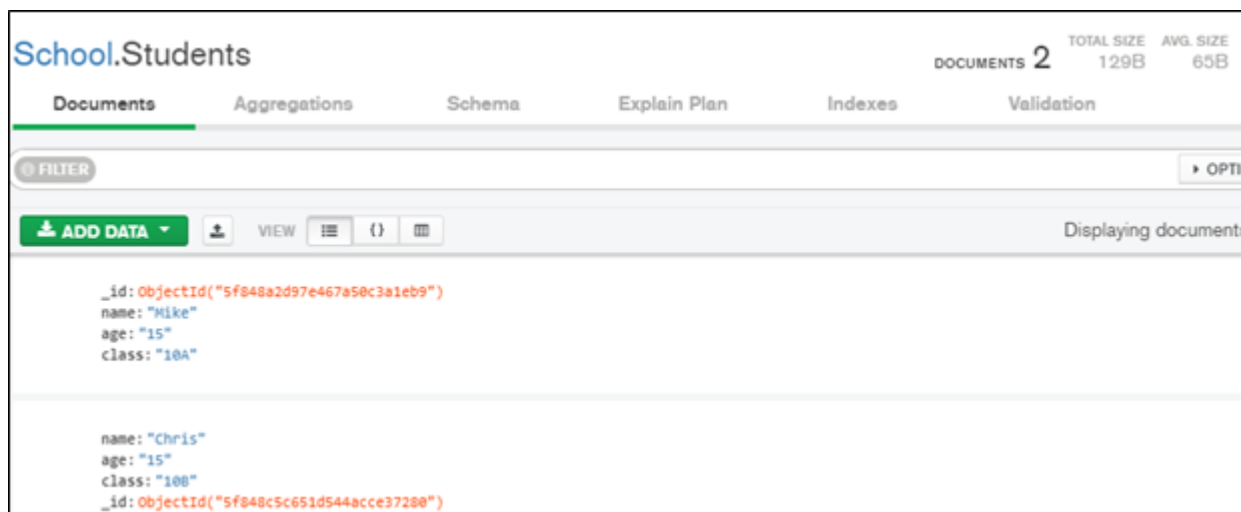 School.Students
DOCUMENTS 2 TOTAL SIZE 129B AVG. SIZE 65B
Documents Aggregations Schema Explain Plan Indexes Validation
FILTER OPTI
ADD DATA VIEW {} Displaying document
_id:ObjectId("5f848a2d97e467a50c3a1eb9")
name:"Mike"
age:"15"
class:"10A"
name:"Chris"
age:"15"
class:"10B"
_id:ObjectId("5f848c5c651d544acce37280")